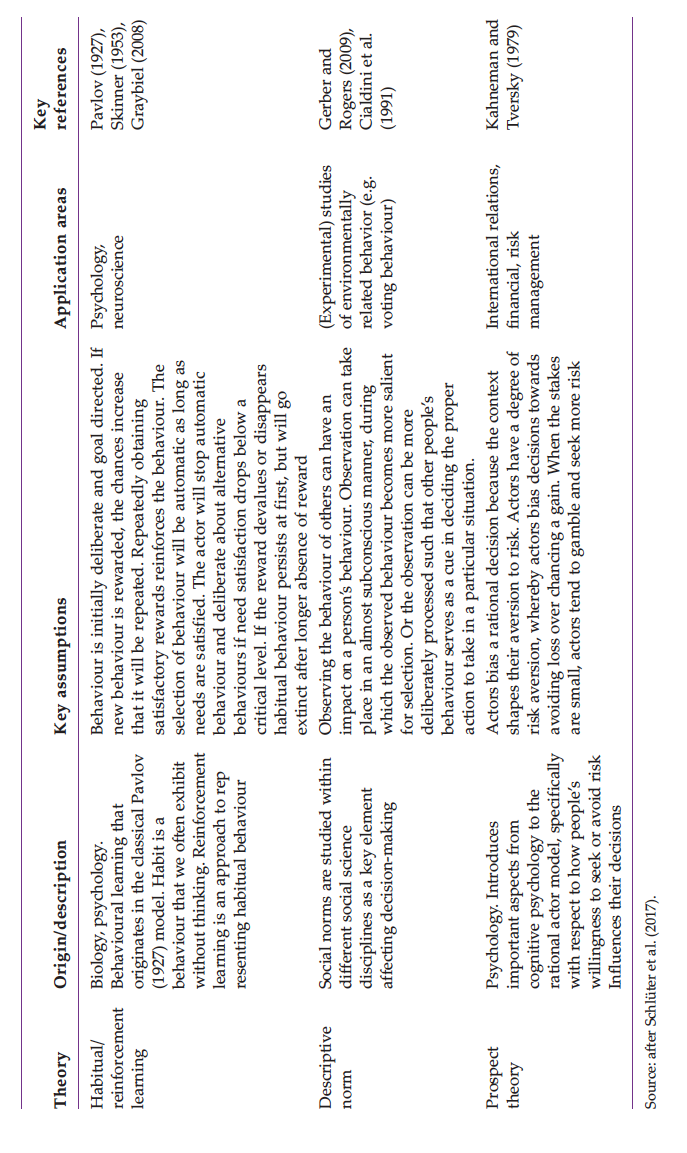 Theory
Origin/description
Key assumptions
Application areas
Key
references
Habitual/
reinforcement
learning
Biology, psychology.
Behavioural learning that
originates in the classical Pavlov
(1927) model. Habit is a
behaviour that we often exhibit
without thinking. Reinforcement
learning is an approach to rep
resenting habitual behaviour
Behaviour is initially deliberate and goal directed. If
new behaviour is rewarded, the chances increase
that it will be repeated. Repeatedly obtaining
satisfactory rewards reinforces the behaviour. The
selection of behaviour will be automatic as long as
needs are satisfied. The actor will stop automatic
behaviour and deliberate about alternative
behaviours if need satisfaction drops below a
critical level. If the reward devalues or disappears
habitual behaviour persists at first, but will go
extinct after longer absence of reward
Psychology,
neuroscience
Pavlov (1927),
Skinner (1953),
Graybiel (2008)
Descriptive
norm
Social norms are studied within
different social science
disciplines as a key element
affecting decision-making
Observing the behaviour of others can have an
impact on a person's behaviour. Observation can take
place in an almost subconscious manner, during
which the observed behaviour becomes more salient
for selection. Or the observation can be more
deliberately processed such that other people's
behaviour serves as a cue in deciding the proper
action to take in a particular situation.
(Experimental) studies
of environmentally
related behavior (e.g.
voting behaviour)
Gerber and
Rogers (2009),
Cialdini et al.
(1991)
Prospect
theory
Psychology. Introduces
important aspects from
cognitive psychology to the
rational actor model, specifically
with respect to how people's
willingness to seek or avoid risk
Influences their decisions
Actors bias a rational decision because the context
shapes their aversion to risk. Actors have a degree of
risk aversion, whereby actors bias decisions towards
avoiding loss over chancing a gain. When the stakes
are small, actors tend to gamble and seek more risk
International relations,
financial, risk
management
Kahneman and
Tversky (1979)
Source: after Schlüter et al. (2017).